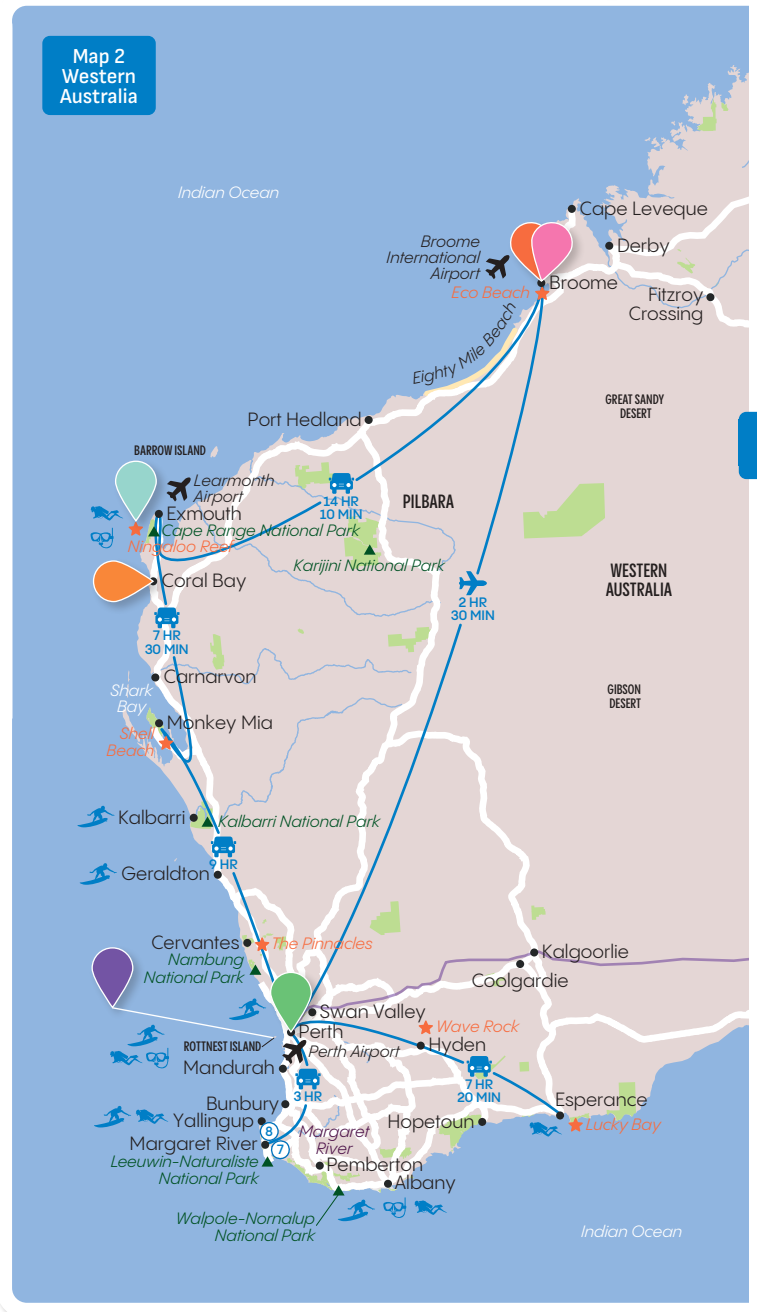 Map 2
Western
Australia
Indian Ocean
Cape Leveque
Broome
International
Airport
Derby
Broome
Eco Beach
Fitzroy
Crossing
Eighty Mile Beach
GREAT SANDY
DESERT
Port Hedland
BARROW ISLAND
Learmonth
Airport
14 HR
10 MIN
PILBARA
Exmouth
Cape Range National Park
Ningaloo Reef
Karijini National Park
Coral Bay
WESTERN
AUSTRALIA
2 HR
30 MIN
7 HR
30 MIN
Carnarvon
Shark
Bay
GIBSON
DESERT
Monkey Mia
Shell
Beach
Kalbarri
Kalbarri National Park
9 HR
Geraldton
Cervantes
The Pinnacles
Nambung
National Park
Kalgoorlie
Coolgardie
Swan Valley
Perth
Wave Rock
ROTTNEST ISLAND
Perth Airport
Hyden
Mandurah
3 HR
7 HR
20 MIN
Bunbury
Esperance
Yallingup
8
Hopetoun
Lucky Bay
Margaret River
7
Margaret
River
Leeuwin-Naturaliste
National Park
Pemberton
Albany
Walpole-Nornalup
National Park
Indian Ocean